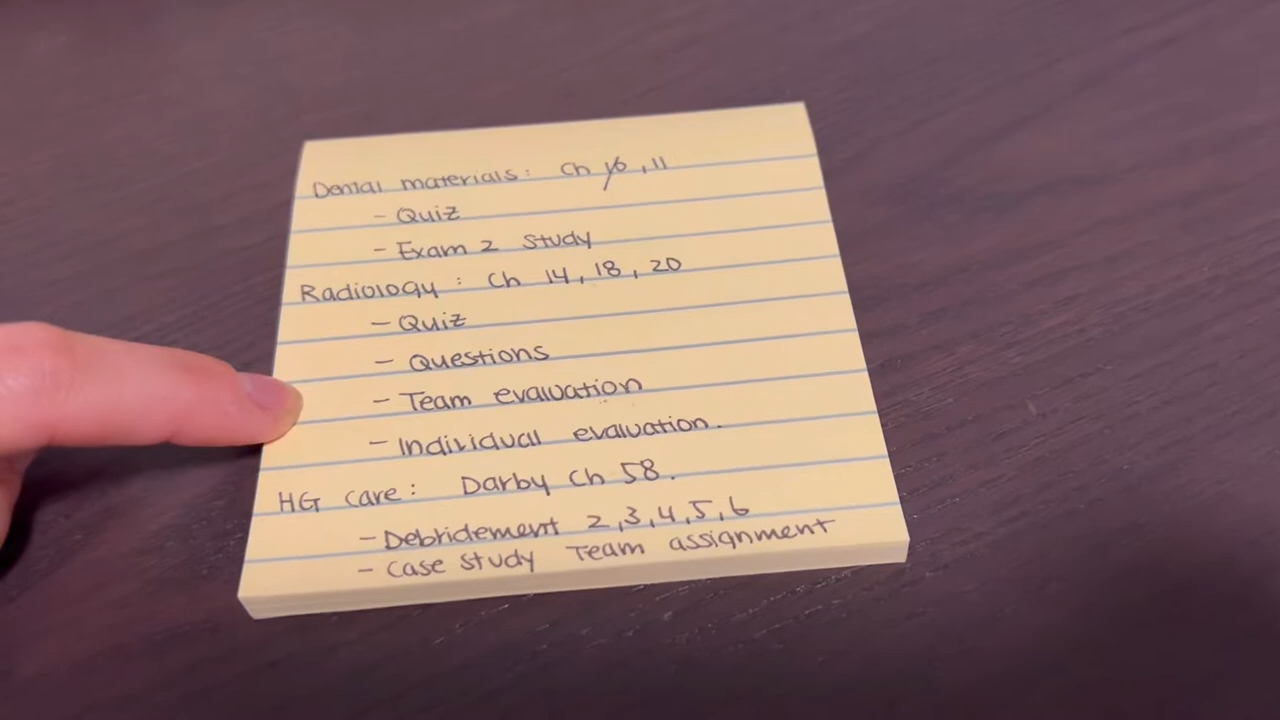 Dental materials: Ch 16, 11
- Quiz
- Exam 2 study
Radiology: Ch 14, 18, 20
- Quiz
- Questions
- Team evaluation
- Individual evaluation.
HG care: Darby Ch 58.
- Debridement 2,3,4,5,6
- Case study Team assignment